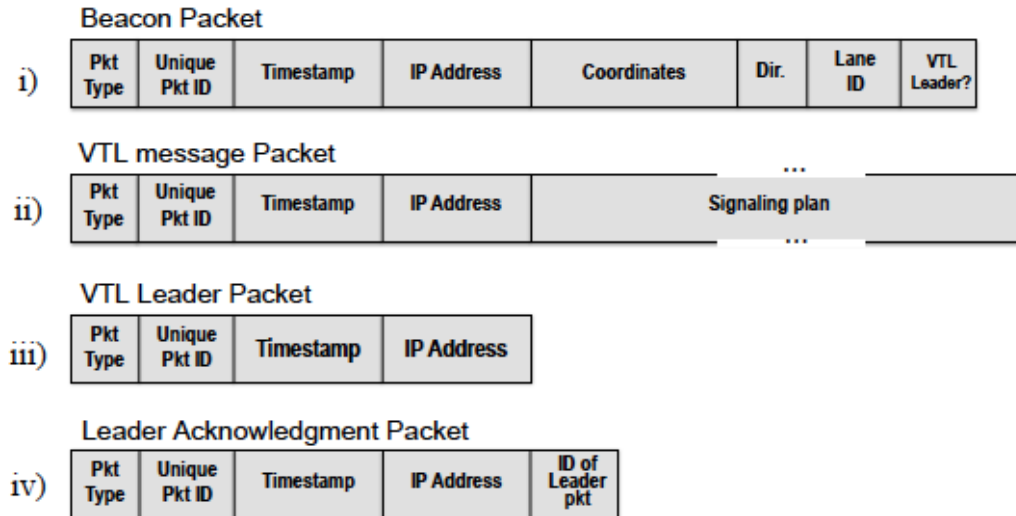 Beacon Packet
i) Pkt Type Unique Pkt ID Timestamp IP Address Coordinates Dir. Lane ID VTL Leader?
VTL message Packet
...
ii) Pkt Type Unique Pkt ID Timestamp IP Address Signaling plan
...
VTL Leader Packet
iii) Pkt Type Unique Pkt ID Timestamp IP Address
Leader Acknowledgment Packet
iv) Pkt Type Unique Pkt ID Timestamp IP Address ID of Leader pkt